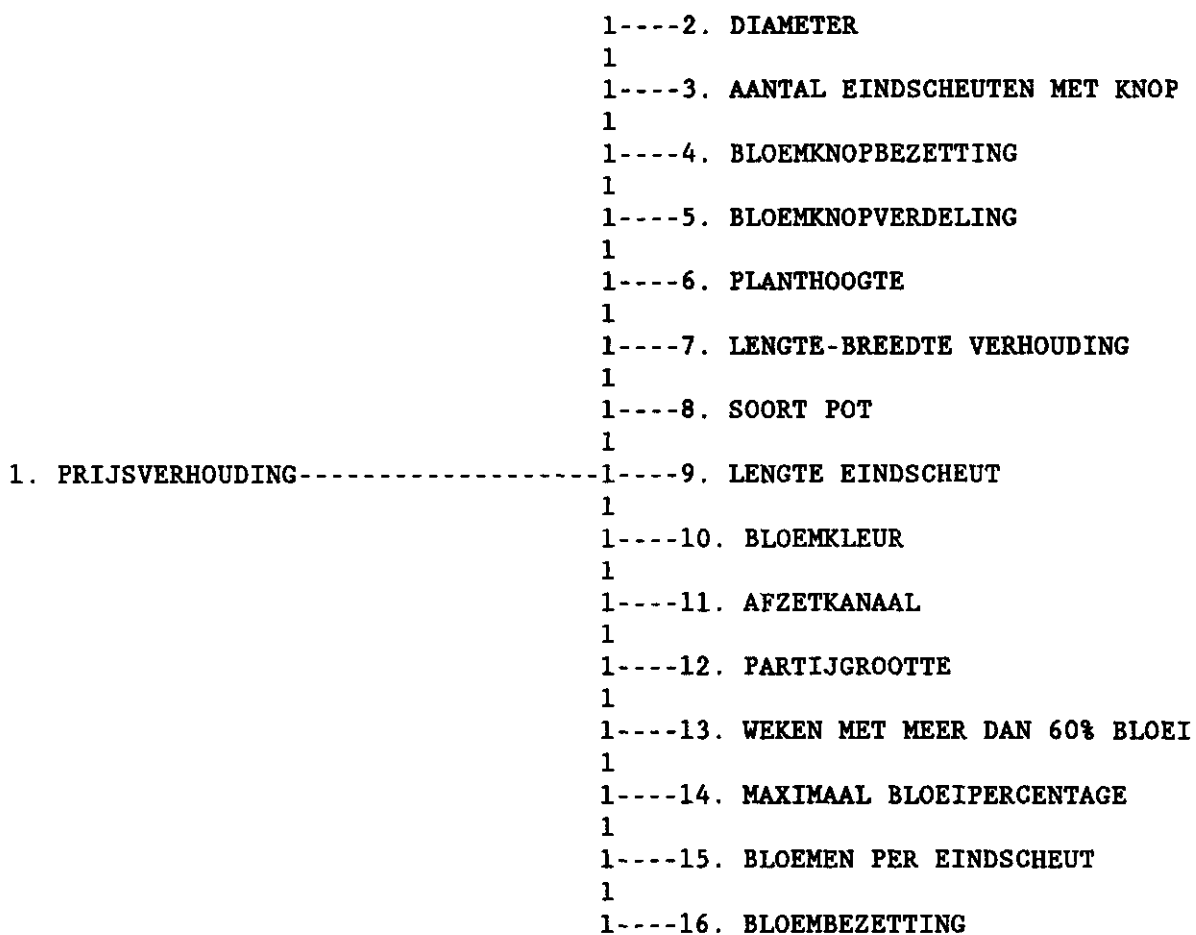 1----2. DIAMETER
1
1----3. AANTAL EINDSCHEUTEN MET KNOP
1
1----4. BLOEMKNOPBEZETTING
1
1----5. BLOEMKNOPVERDELING
1
1----6. PLANTHOOGTE
1
1----7. LENGTE-BREEDTE VERHOUDING
1
1----8. SOORT POT
1
1. PRIJSVERHOUDING-------------------1----9. LENGTE EINDSCHEUT
1
1----10. BLOEMKLEUR
1
1----11. AFZETKANAAL
1
1----12. PARTIJGROOTTE
1
1----13. WEKEN MET MEER DAN 60% BLOEI
1
1----14. MAXIMAAL BLOEIPERCENTAGE
1
1----15. BLOEMEN PER EINDSCHEUT
1
1----16. BLOEMBEZETTING